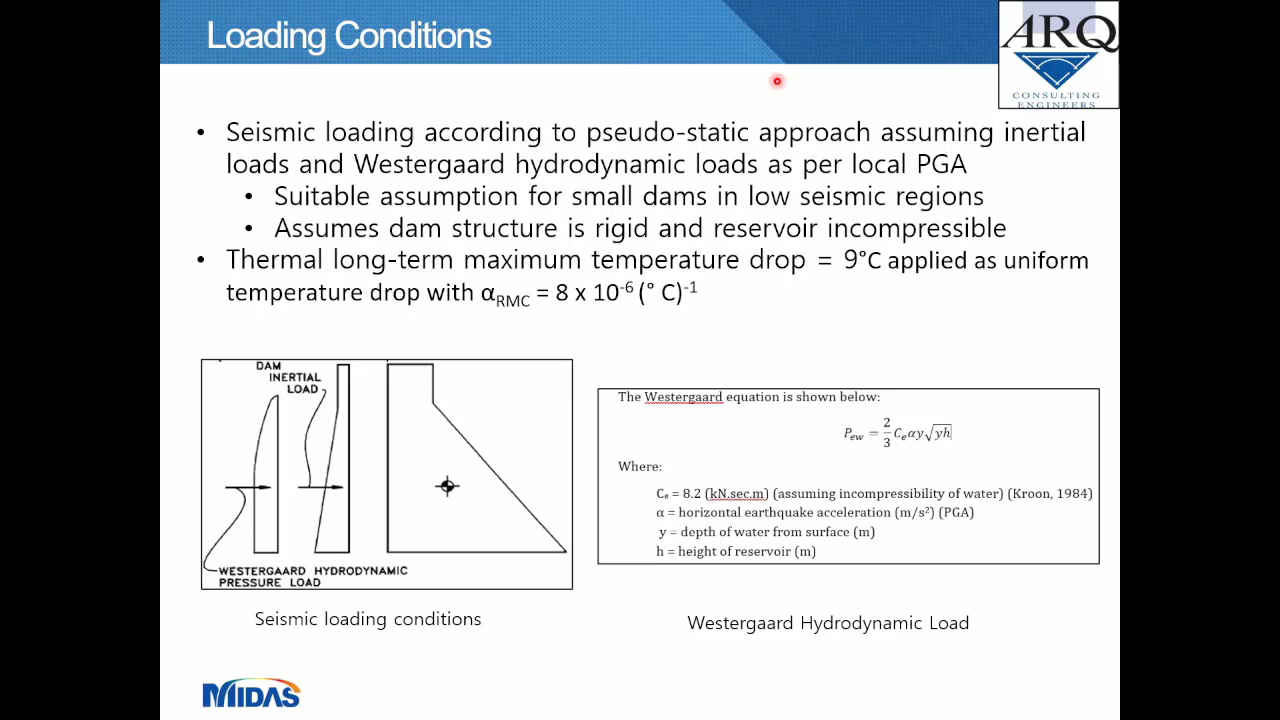 Loading Conditions
ARQ
CONSULTING
ENGINEERS
• Seismic loading according to pseudo-static approach assuming inertial
loads and Westergaard hydrodynamic loads as per local PGA
• Suitable assumption for small dams in low seismic regions
• Assumes dam structure is rigid and reservoir incompressible
• Thermal long-term maximum temperature drop = 9°C applied as uniform
temperature drop with αRMC = 8 x 10⁻⁶ (° C)⁻¹
DAM
INERTIAL
LOAD
WESTERGAARD HYDRODYNAMIC
PRESSURE LOAD
Seismic loading conditions
The Westergaard equation is shown below:
Pew = 2/3 Ceαy√yh
Where:
Cₑ = 8.2 (kN.sec.m) (assuming incompressibility of water) (Kroon, 1984)
α = horizontal earthquake acceleration (m/s²) (PGA)
y = depth of water from surface (m)
h = height of reservoir (m)
Westergaard Hydrodynamic Load
MIDAS